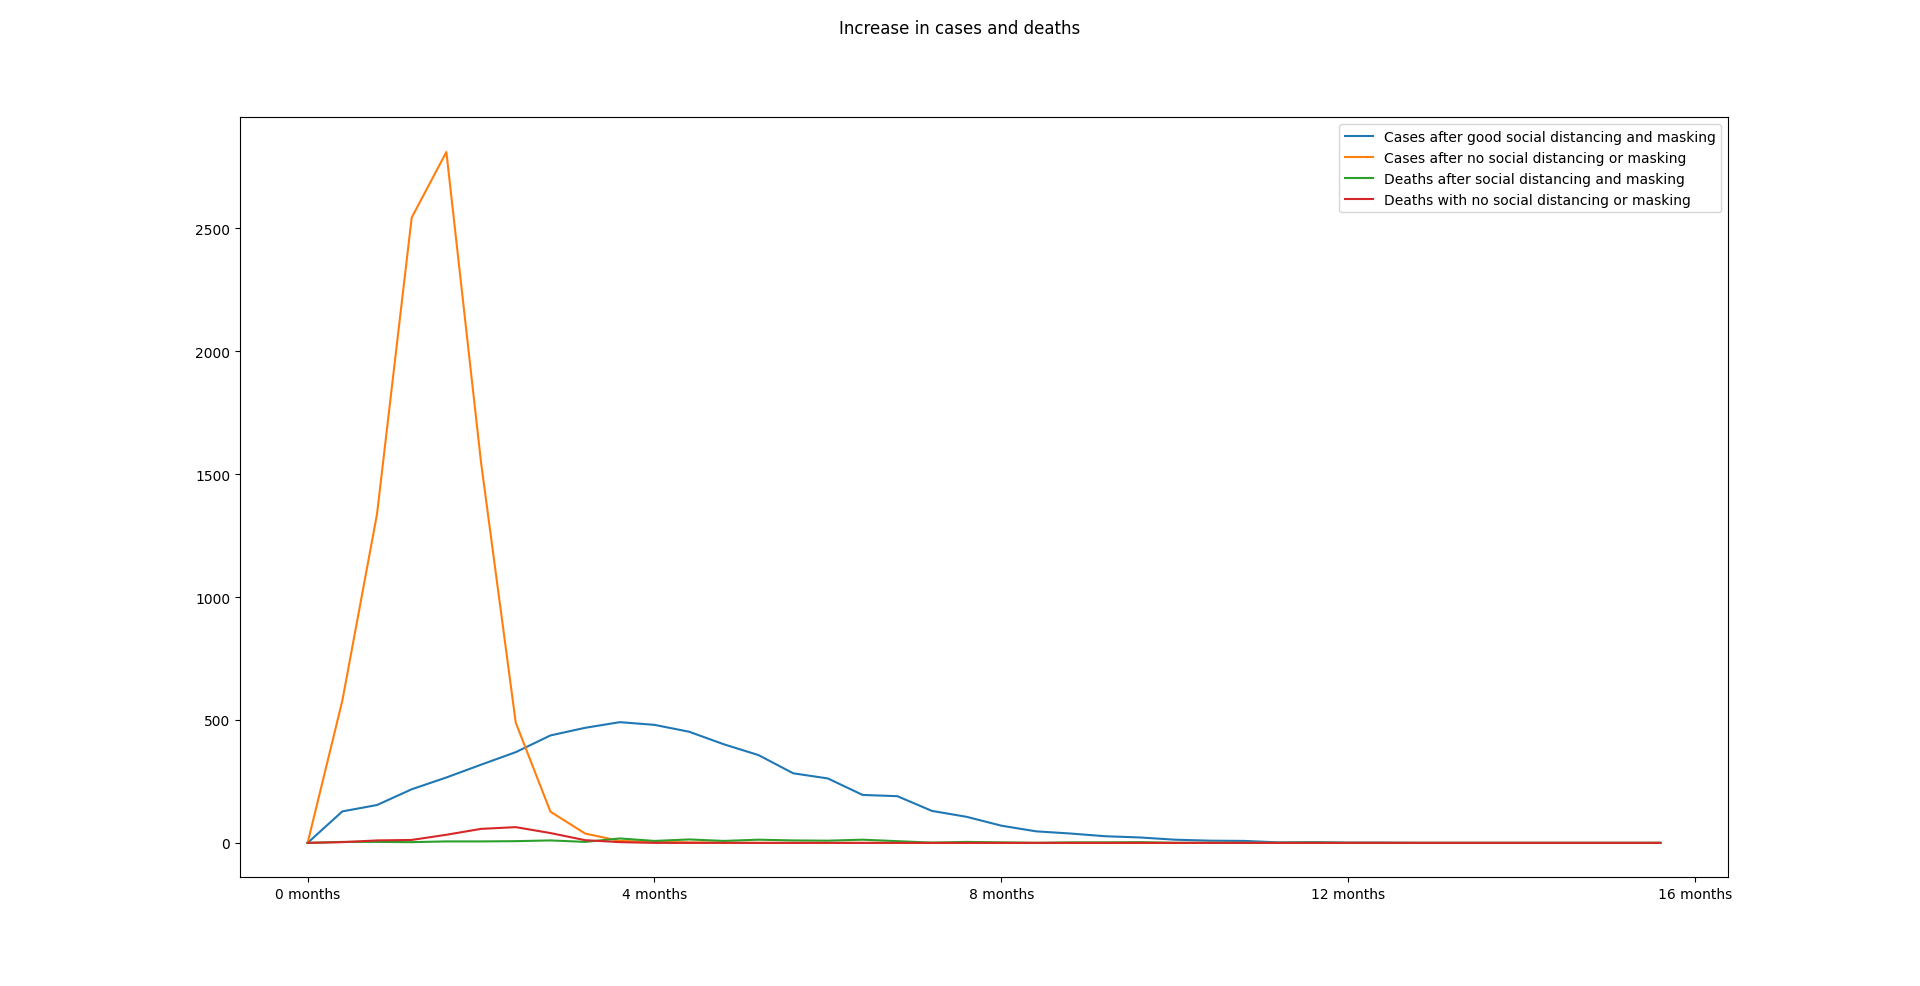 Increase in cases and deaths
Cases after good social distancing and masking
Cases after no social distancing or masking
Deaths after social distancing and masking
Deaths with no social distancing or masking
2500
2000
1500
1000
500
0
0 months 4 months 8 months 12 months 16 months